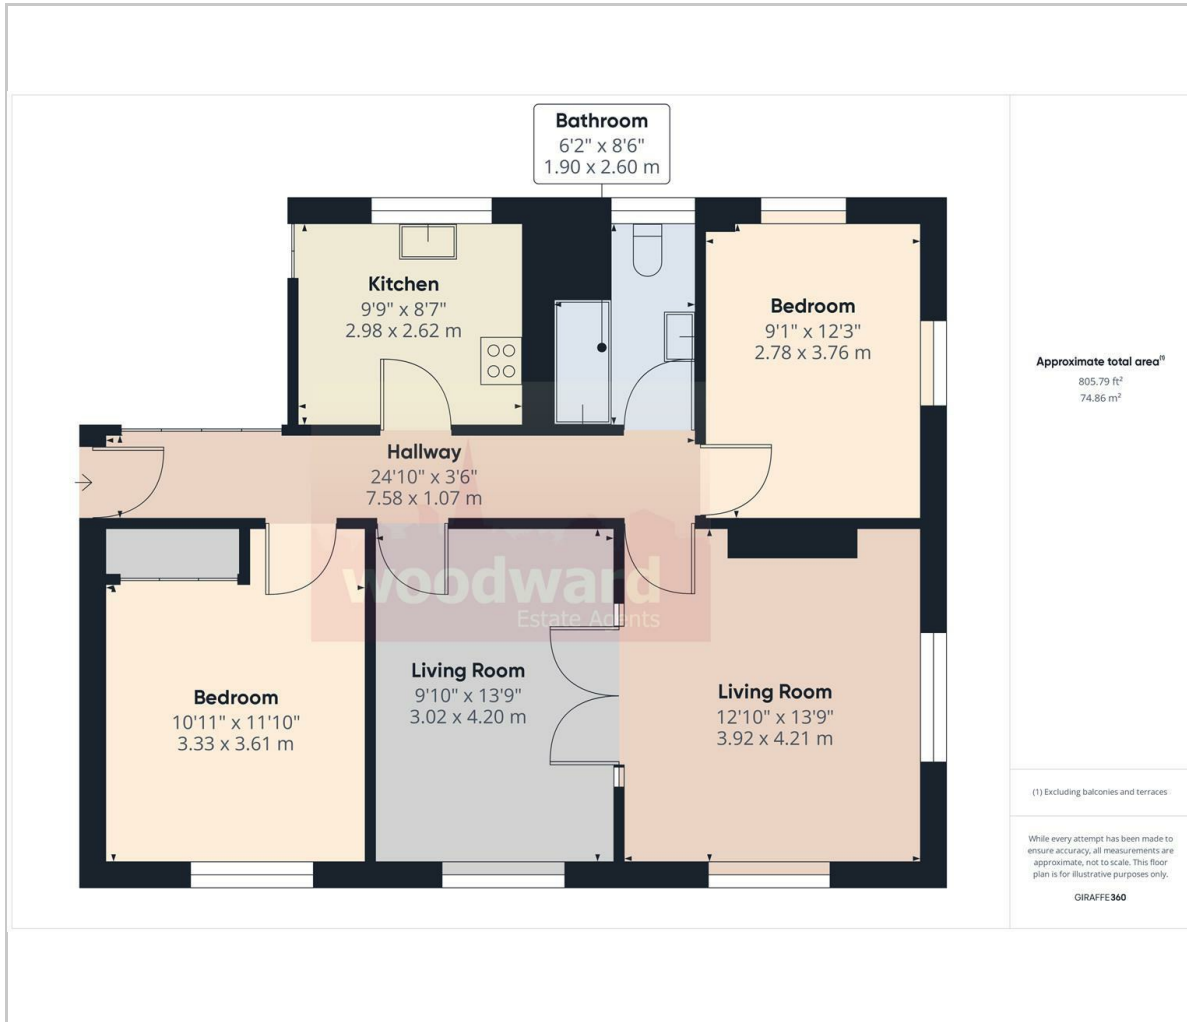 Bathroom
6'2" x 8'6"
1.90 x 2.60 m
Kitchen
9'9" x 8'7"
2.98 x 2.62 m
Bedroom
9'1" x 12'3"
2.78 x 3.76 m
Hallway
24'10" x 3'6"
7.58 x 1.07 m
woodward
Estate Agents
Bedroom
10'11" x 11'10"
3.33 x 3.61 m
Living Room
9'10" x 13'9"
3.02 x 4.20 m
Living Room
12'10" x 13'9"
3.92 x 4.21 m
Approximate total area(1)
805.79 ft²
74.86 m²
(1) Excluding balconies and terraces
While every attempt has been made to
ensure accuracy, all measurements are
approximate, not to scale. This floor
plan is for illustrative purposes only.
GIRAFFE360